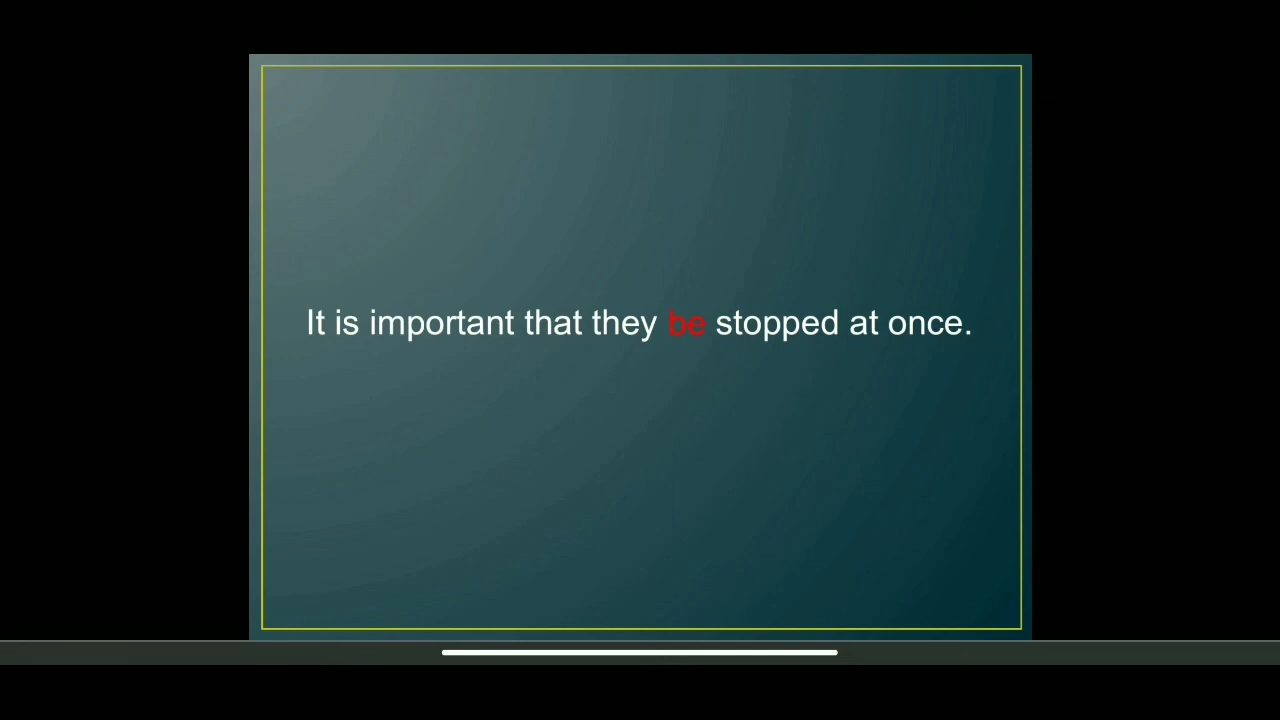 It is important that they be stopped at once.